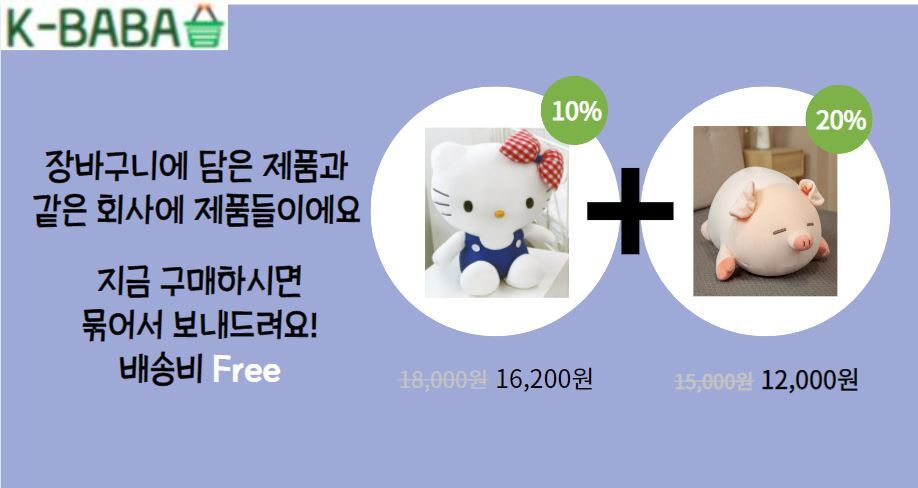 K-BABA
장바구니에 담은 제품과
같은 회사에 제품들이에요
지금 구매하시면
묶어서 보내드려요!
배송비 Free
10%
20%
18,000원 16,200원
15,000원 12,000원